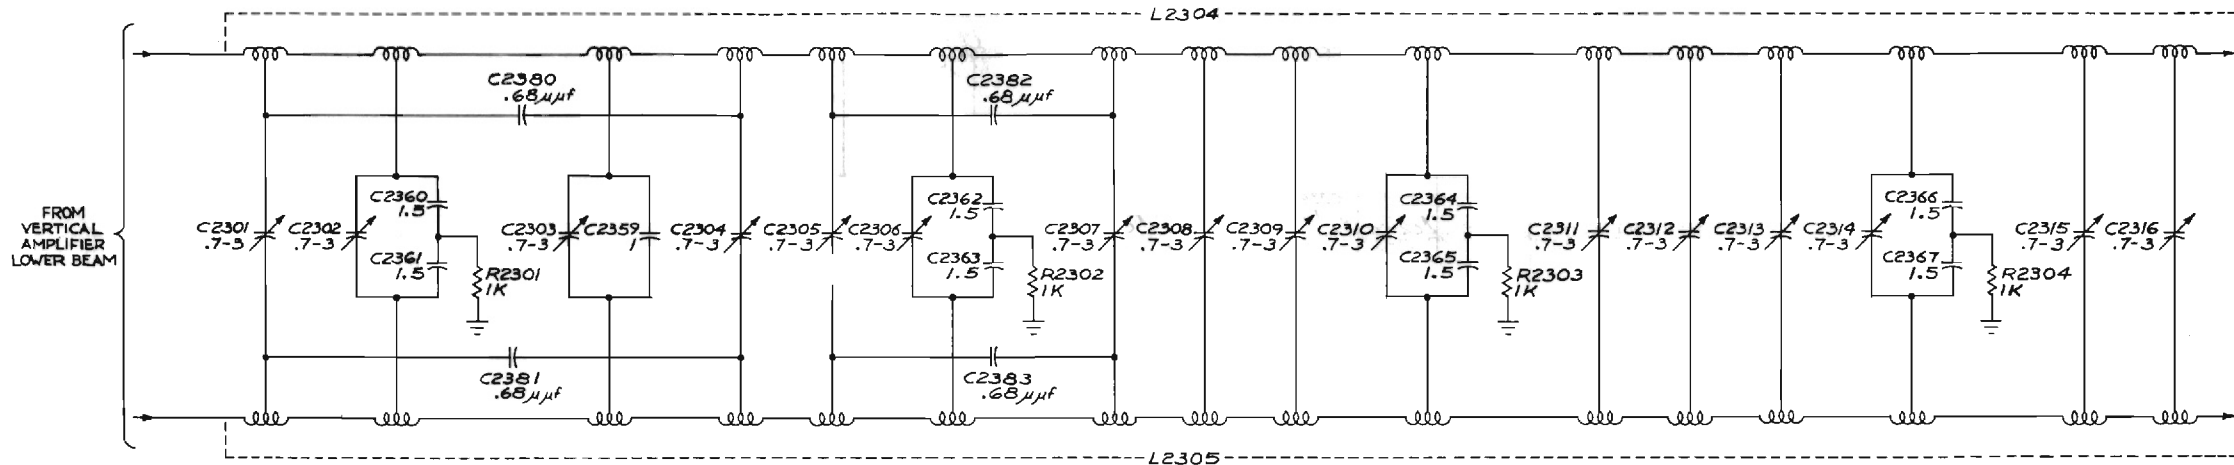 L2304
C2380
.68μμf
C2382
.68μμf
FROM
VERTICAL
AMPLIFIER
LOWER BEAM
C2301
.7-3
C2302
.7-3
C2360
1.5
C2361
1.5
R2301
1K
C2303
.7-3
C2359
1
C2304
.7-3
C2305
.7-3
C2306
.7-3
C2362
1.5
C2363
1.5
R2302
1K
C2307
.7-3
C2308
.7-3
C2309
.7-3
C2310
.7-3
C2364
1.5
C2365
1.5
R2303
1K
C2311
.7-3
C2312
.7-3
C2313
.7-3
C2314
.7-3
C2366
1.5
C2367
1.5
R2304
1K
C2315
.7-3
C2316
.7-3
C2381
.68μμf
C2383
.68μμf
L2305